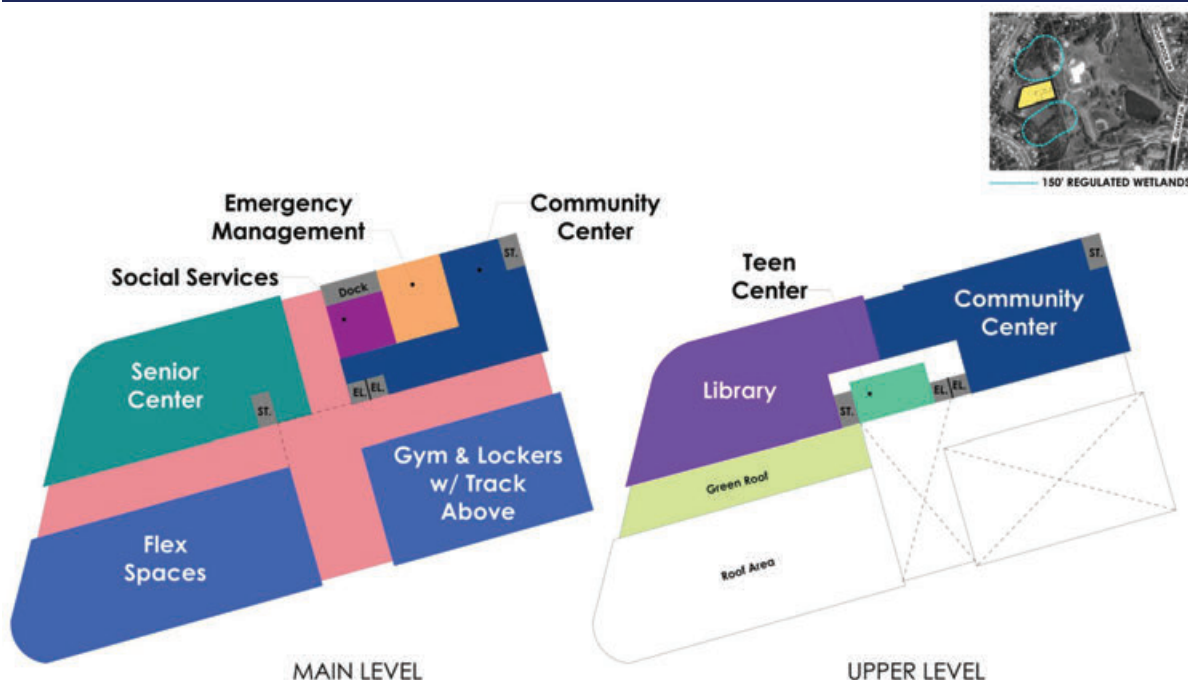 150' REGULATED WETLANDS
Emergency
Management
Community
Center
Social Services
Dock
ST.
Senior
Center
EL.
EL.
ST.
Gym & Lockers
w/ Track
Above
Flex
Spaces
MAIN LEVEL
Teen
Center
ST.
Community
Center
Library
EL.
EL.
ST.
Green Roof
Roof Area
UPPER LEVEL